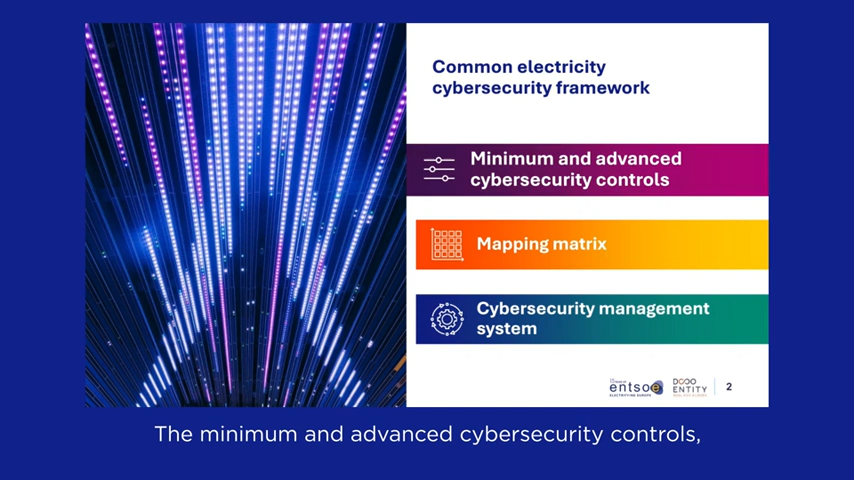 Common electricity
cybersecurity framework
Minimum and advanced
cybersecurity controls
Mapping matrix
Cybersecurity management
system
entsoe
ELECTRIFYING EUROPE
ENTITY
2
The minimum and advanced cybersecurity controls,